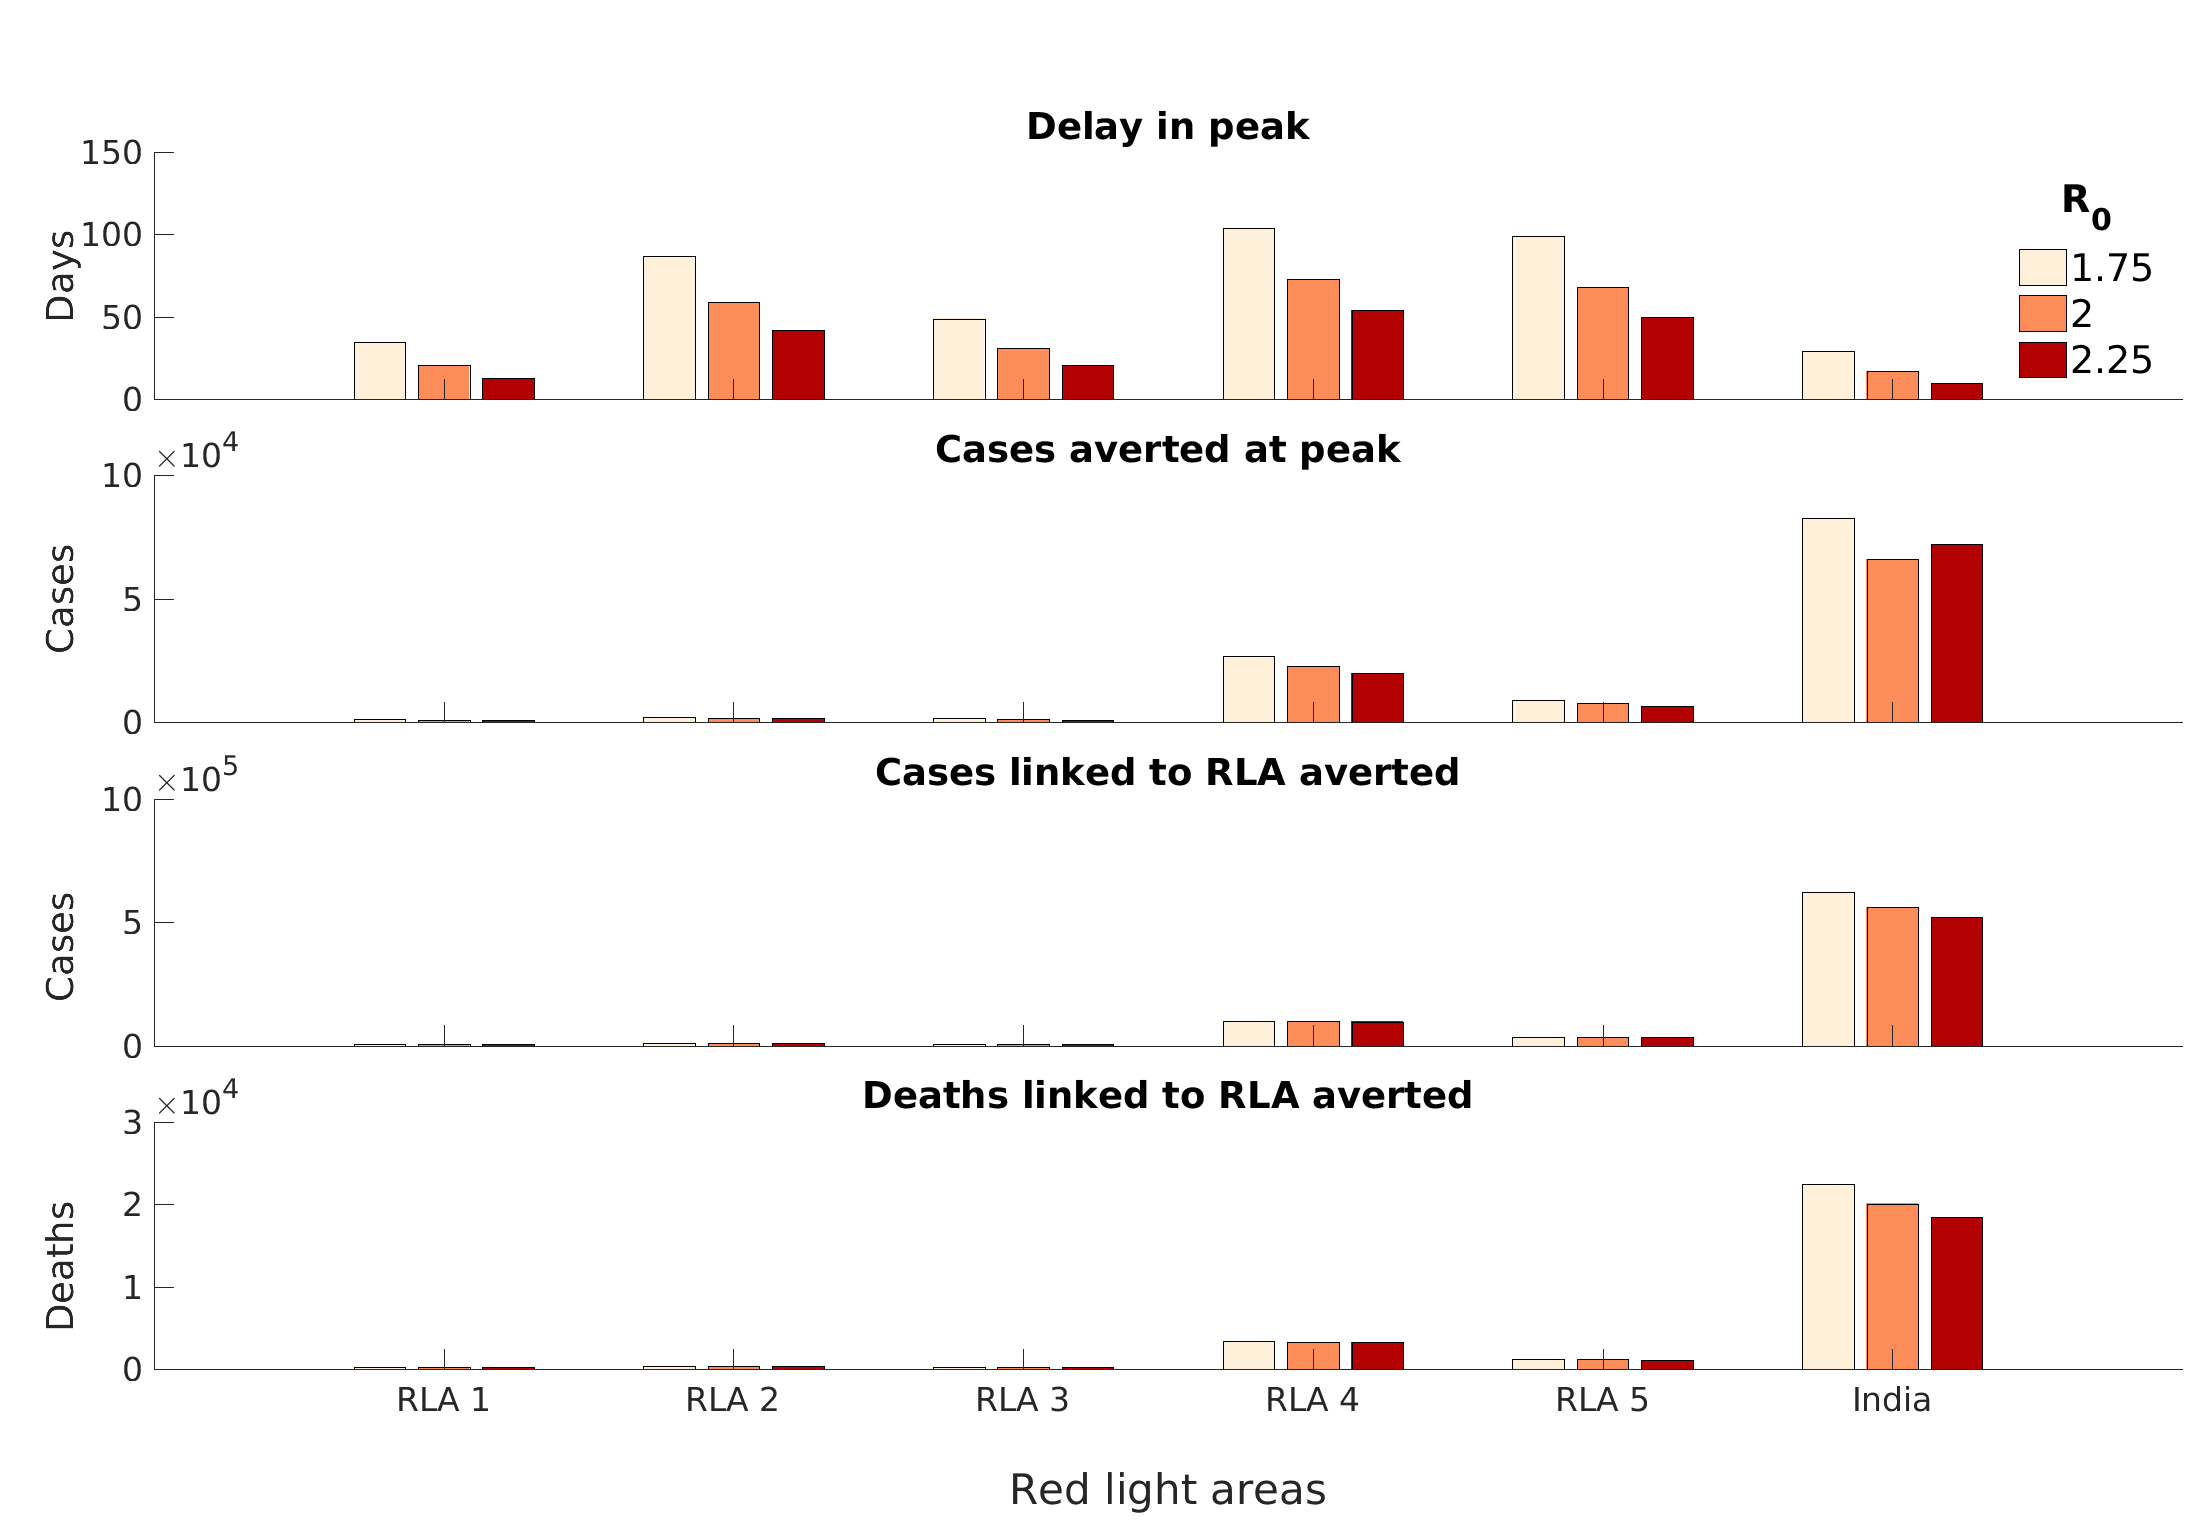 Delay in peak
150
100
50
0
Days
R0
1.75
2
2.25
Cases averted at peak
×10^4
10
5
0
Cases
Cases linked to RLA averted
×10^5
10
5
0
Cases
Deaths linked to RLA averted
×10^4
3
2
1
0
Deaths
RLA 1 RLA 2 RLA 3 RLA 4 RLA 5 India
Red light areas